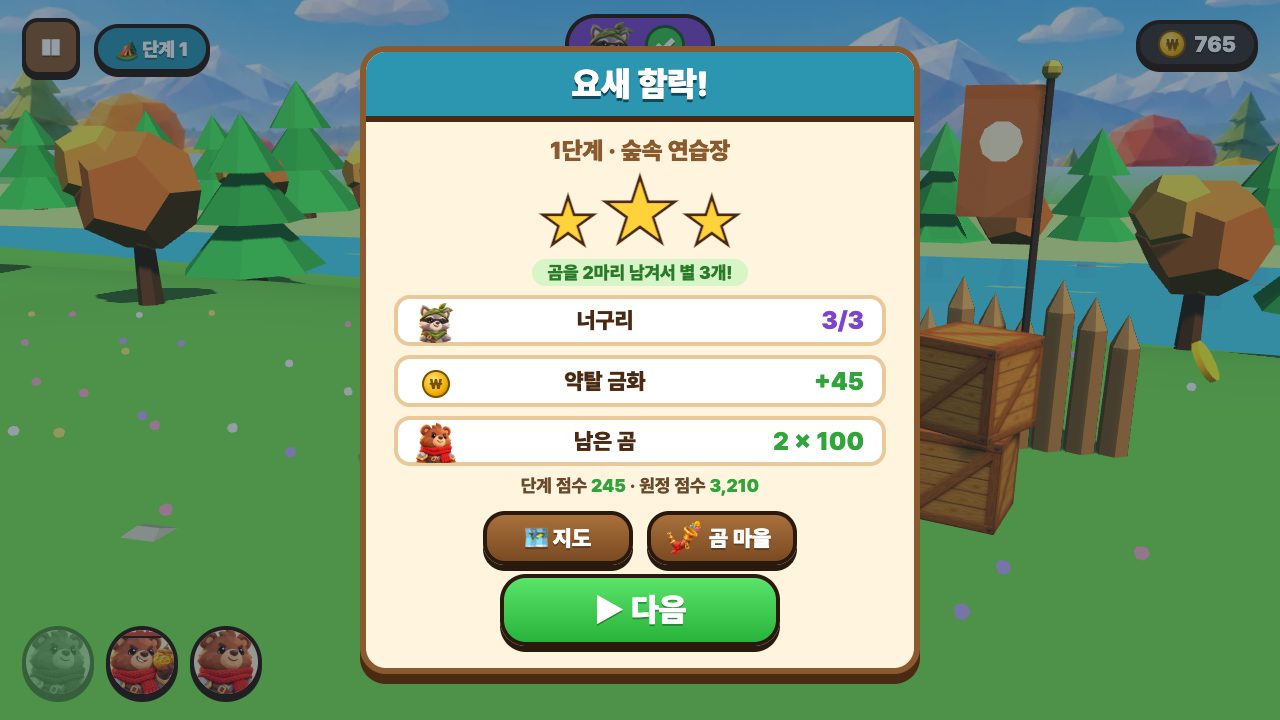 단계 1
765
요새 함락!
1단계 · 숲속 연습장
곰을 2마리 남겨서 별 3개!
너구리 3/3
약탈 금화 +45
남은 곰 2 × 100
단계 점수 245 · 원정 점수 3,210
지도
곰 마을
▶ 다음